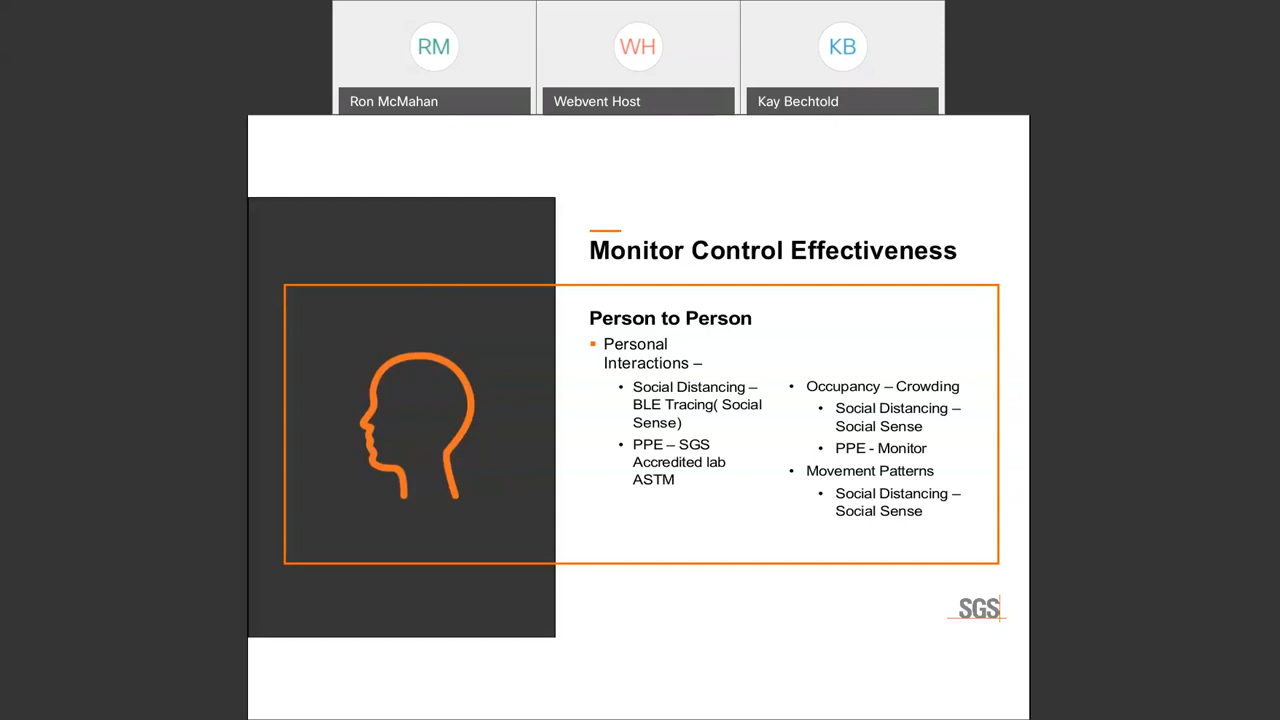 RM
WH
KB
Ron McMahan
Webvent Host
Kay Bechtold
Monitor Control Effectiveness
Person to Person
Personal
Interactions –
• Social Distancing –
BLE Tracing( Social
Sense)
• PPE – SGS
Accredited lab
ASTM
• Occupancy – Crowding
• Social Distancing –
Social Sense
• PPE - Monitor
• Movement Patterns
• Social Distancing –
Social Sense
SGS